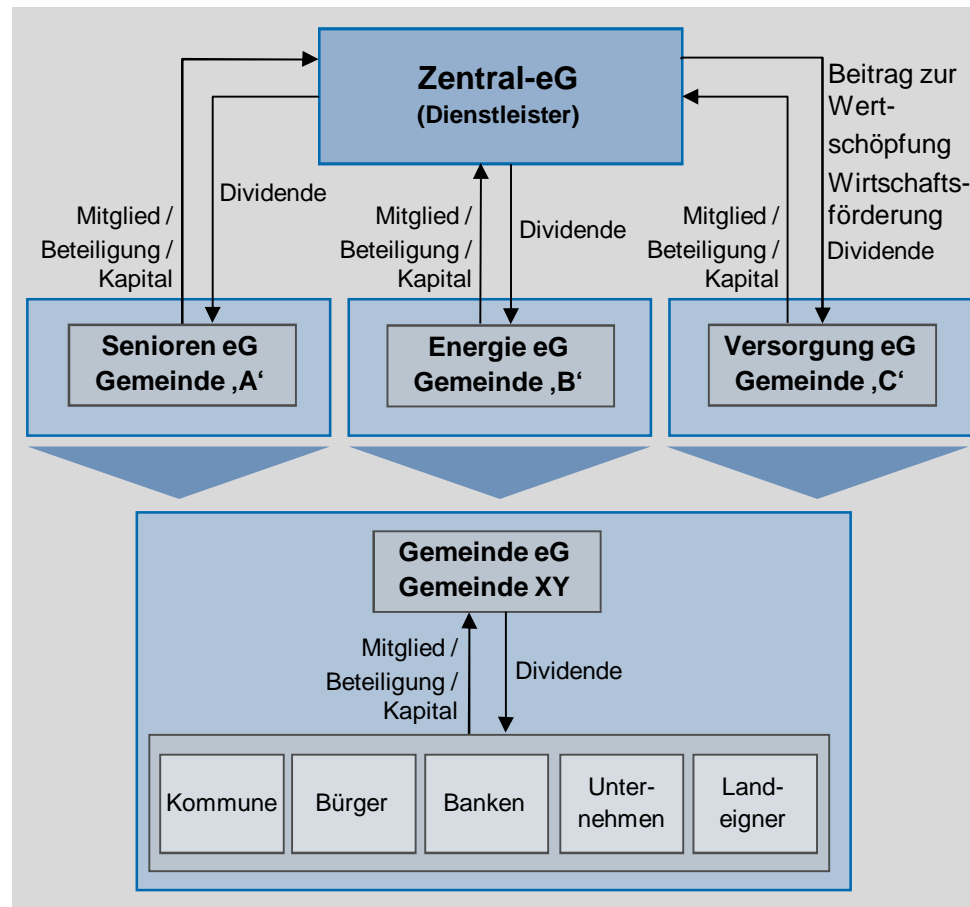 Zentral-eG
(Dienstleister)
Beitrag zur
Wert-
schöpfung
Wirtschafts-
förderung
Dividende
Dividende
Mitglied /
Beteiligung /
Kapital
Dividende
Mitglied /
Beteiligung /
Kapital
Mitglied /
Beteiligung /
Kapital
Senioren eG
Gemeinde ‚A‘
Energie eG
Gemeinde ‚B‘
Versorgung eG
Gemeinde ‚C‘
Gemeinde eG
Gemeinde XY
Mitglied /
Beteiligung /
Kapital
Dividende
Kommune
Bürger
Banken
Unter-
nehmen
Land-
eigner